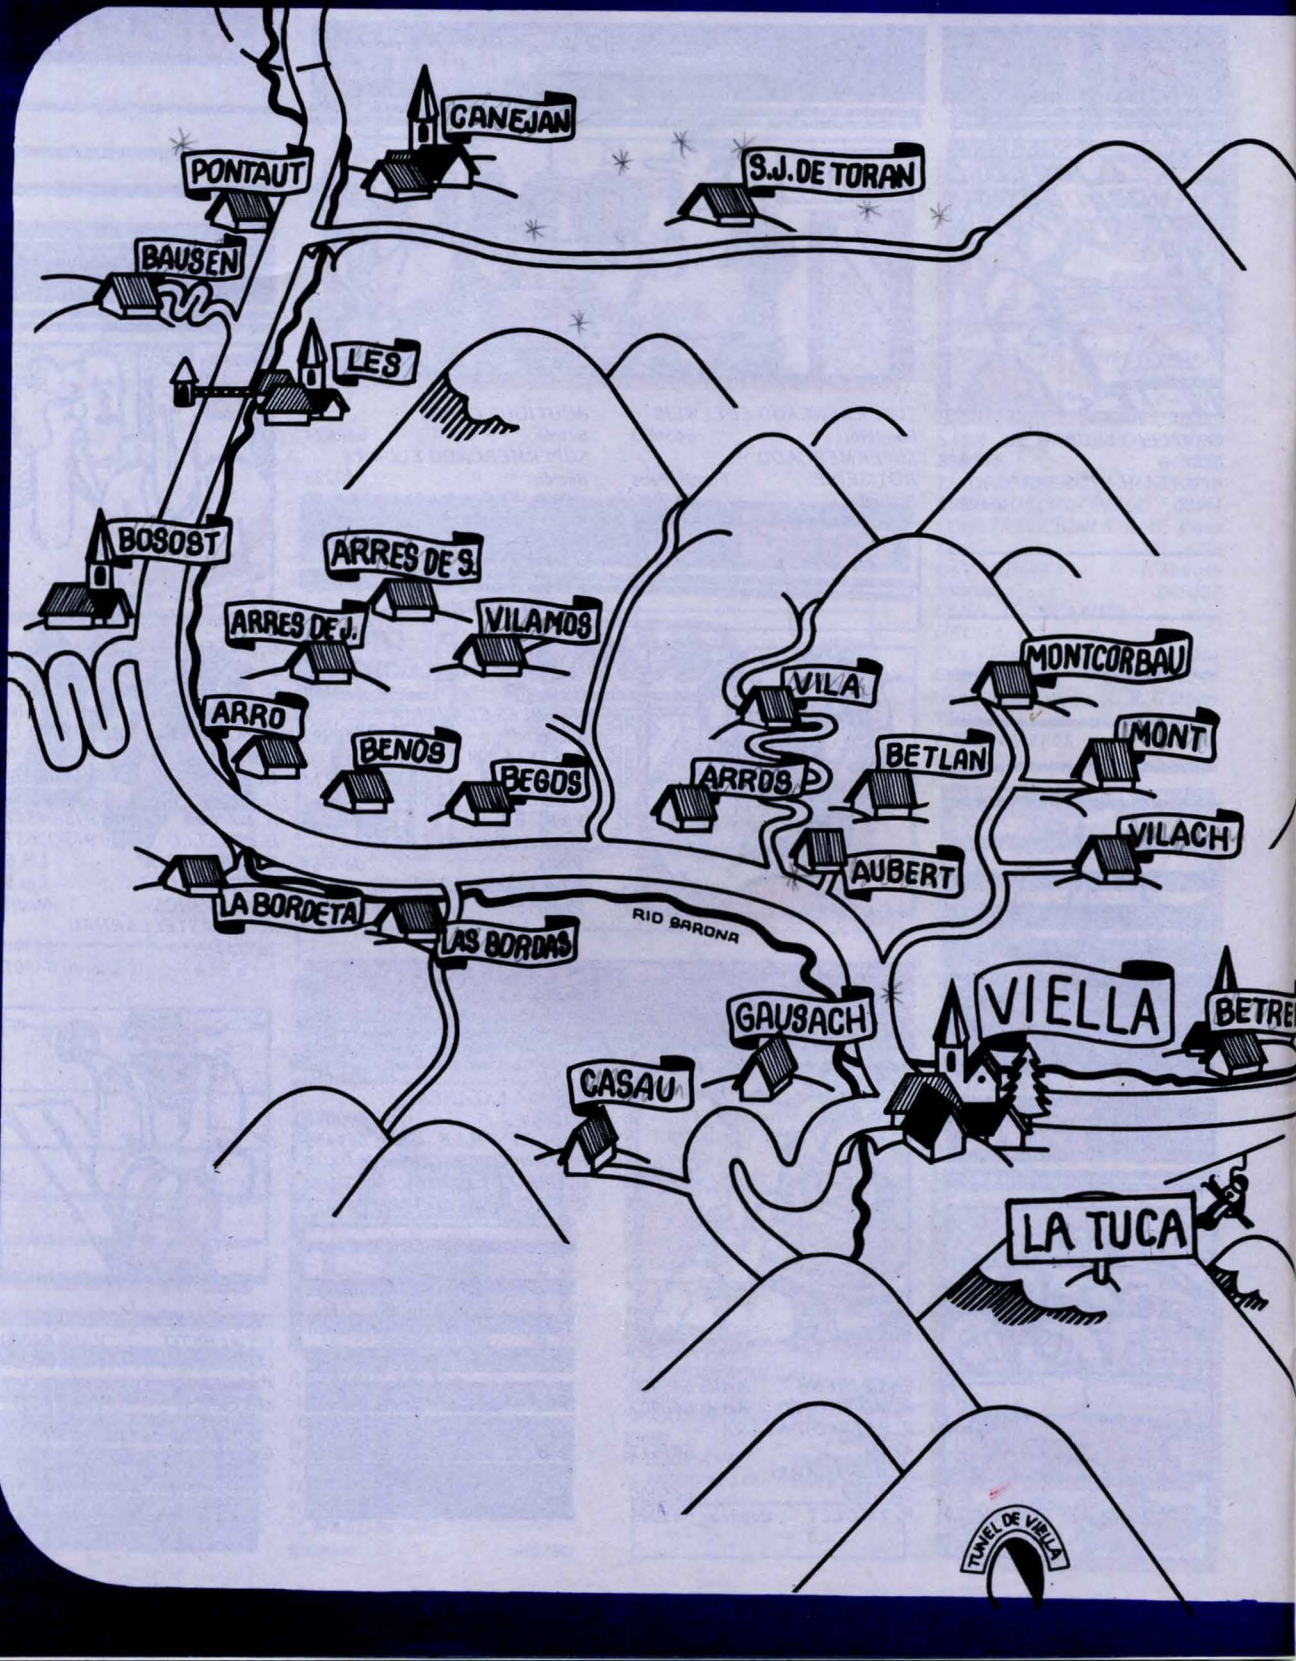 CANEJAN
PONTAUT
S.J. DE TORAN
BAUSEN
LES
BOSOST
ARRES DE S.
ARRES DE J.
VILAMOS
MONTCORBAU
VILA
ARRO
MONT
BENOS
BETLAN
BEGOS
ARROS
VILACH
AUBERT
LA BORDETA
LAS BORDAS
RIO GARONA
VIELLA
GAUSACH
BETRE
CASAU
LA TUCA
TUNEL DE VIELLA